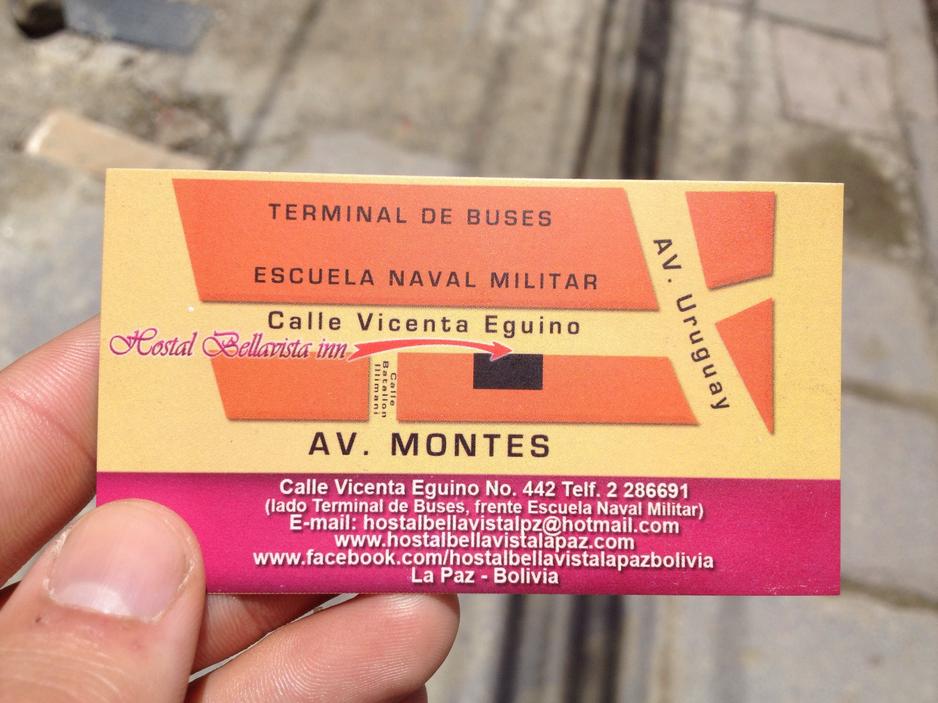 TERMINAL DE BUSES
ESCUELA NAVAL MILITAR
AV. Uruguay
Calle Vicenta Eguino
Hostal Bellavista inn
Calle
Batallon
Illimani
AV. MONTES
Calle Vicenta Eguino No. 442 Telf. 2 286691
(lado Terminal de Buses, frente Escuela Naval Militar)
E-mail: hostalbellavistalpz@hotmail.com
www.hostalbellavistalapaz.com
www.facebook.com/hostalbellavistalapazbolivia
La Paz - Bolivia